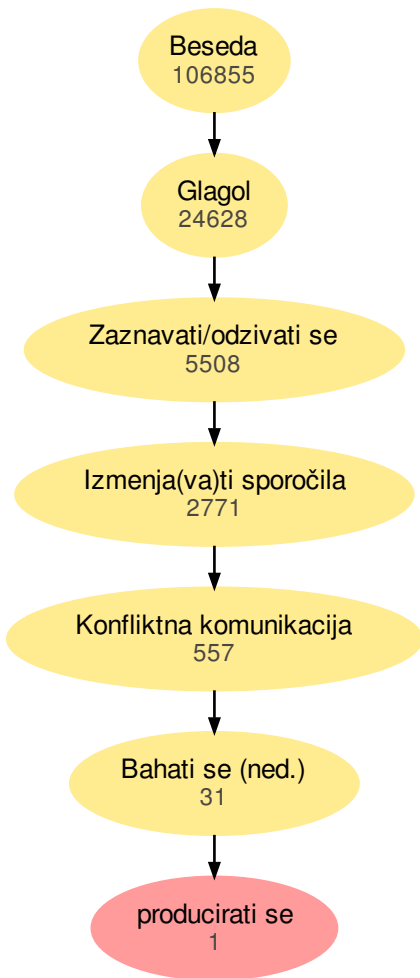 Beseda
106855
Glagol
24628
Zaznavati/odzivati se
5508
Izmenja(va)ti sporočila
2771
Konfliktna komunikacija
557
Bahati se (ned.)
31
producirati se
1